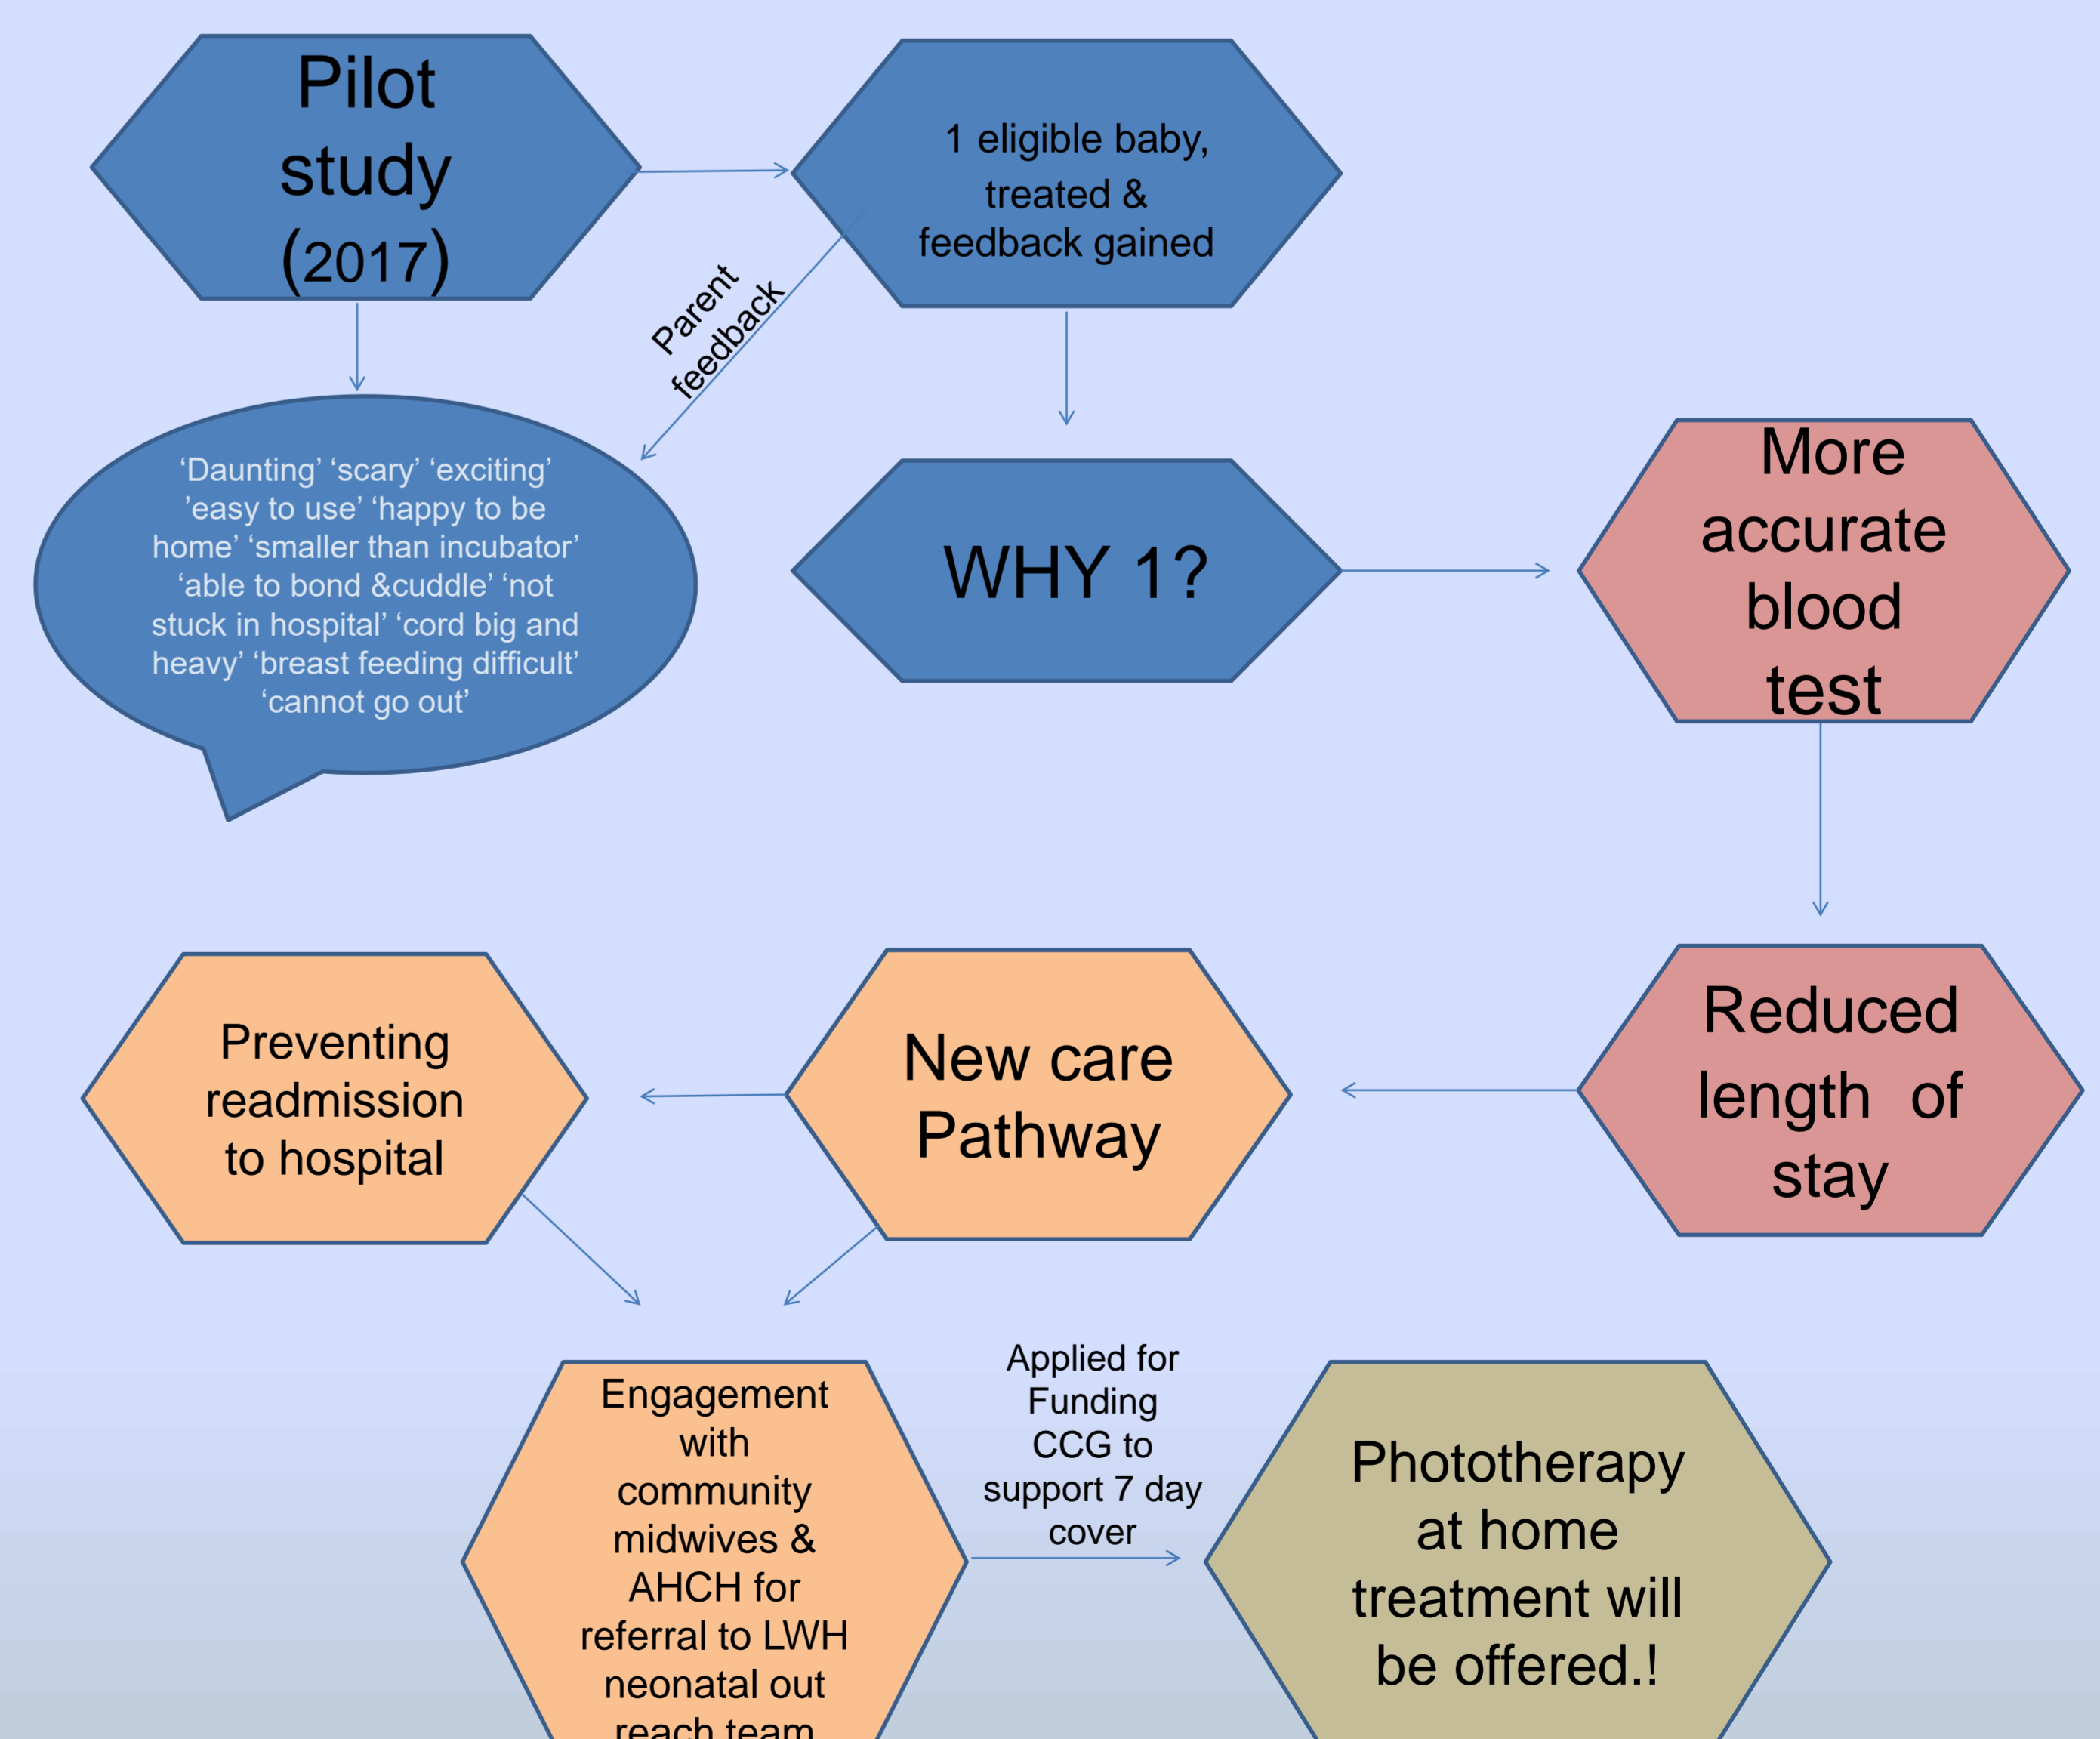 Pilot
study
(2017)
1 eligible baby,
treated &
feedback gained
Parent
feedback
‘Daunting’ ‘scary’ ‘exciting’
’easy to use’ ‘happy to be
home’ ‘smaller than incubator’
‘able to bond &cuddle’ ‘not
stuck in hospital’ ‘cord big and
heavy’ ‘breast feeding difficult’
‘cannot go out’
WHY 1?
More
accurate
blood
test
Reduced
length  of
stay
New care
Pathway
Preventing
readmission
to hospital
Engagement
with
community
midwives &
AHCH for
referral to LWH
neonatal out
reach team
Applied for
Funding
CCG to
support 7 day
cover
Phototherapy
at home
treatment will
be offered.!